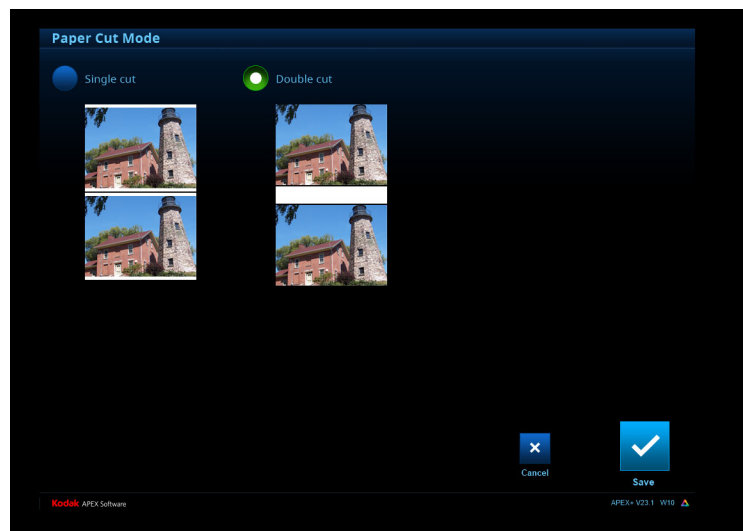 Paper Cut Mode
Single cut
Double cut
Cancel
Save
Kodak APEX Software
APEX+ V23.1 W10